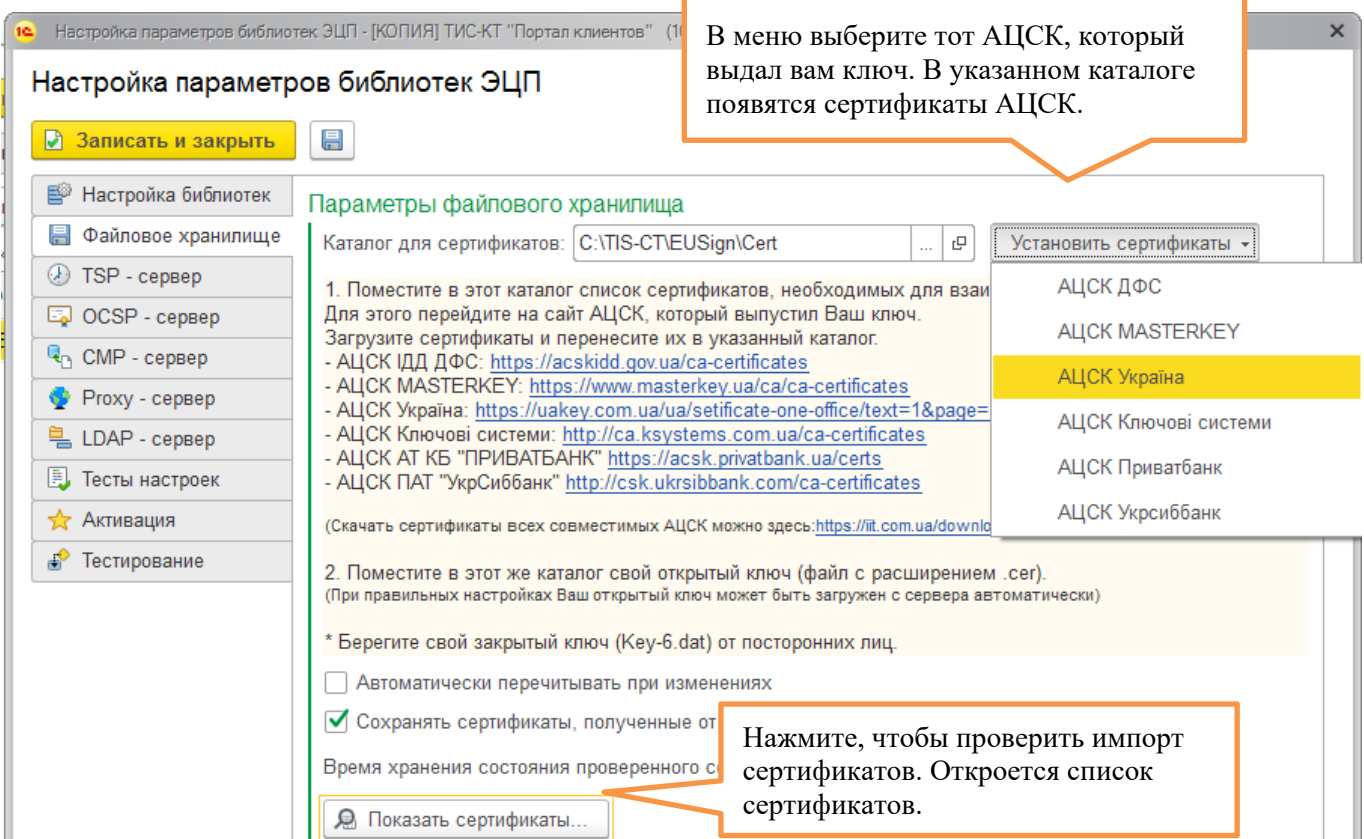 Настройка параметров библиотек ЭЦП - [КОПИЯ] ТИС-КТ "Портал клиентов"
В меню выберите тот АЦСК, который
выдал вам ключ. В указанном каталоге
появятся сертификаты АЦСК.
Настройка параметров библиотек ЭЦП
Записать и закрыть
Настройка библиотек
Файловое хранилище
TSP - сервер
OCSP - сервер
CMP - сервер
Proxy - сервер
LDAP - сервер
Тесты настроек
Активация
Тестирование
Параметры файлового хранилища
Каталог для сертификатов: C:\TIS-CT\EUSign\Cert ... Установить сертификаты
АЦСК ДФС
АЦСК MASTERKEY
АЦСК Україна
АЦСК Ключові системи
АЦСК Приватбанк
АЦСК Укрсиббанк
1. Поместите в этот каталог список сертификатов, необходимых для
Для этого перейдите на сайт АЦСК, который выпустил Ваш ключ.
Загрузите сертификаты и перенесите их в указанный каталог.
- АЦСК ІДД ДФС: https://acskidd.gov.ua/ca-certificates
- АЦСК MASTERKEY: https://www.masterkey.ua/ca/ca-certificates
- АЦСК Україна: https://uakey.com.ua/ua/setificate-one-office/text=1&page=
- АЦСК Ключові системи: http://ca.ksystems.com.ua/ca-certificates
- АЦСК АТ КБ "ПРИВАТБАНК" https://acsk.privatbank.ua/certs
- АЦСК ПАТ "УкрСиббанк" http://csk.ukrsibbank.com/ca-certificates
(Скачать сертификаты всех совместимых АЦСК можно здесь:https://iit.com.ua/downlo
2. Поместите в этот же каталог свой открытый ключ (файл с расширением .cer).
(При правильных настройках Ваш открытый ключ может быть загружен с сервера автоматически)
* Берегите свой закрытый ключ (Key-6.dat) от посторонних лиц.
Автоматически перечитывать при изменениях
Сохранять сертификаты, полученные от
Время хранения состояния проверенного
Показать сертификаты...
Нажмите, чтобы проверить импорт
сертификатов. Откроется список
сертификатов.